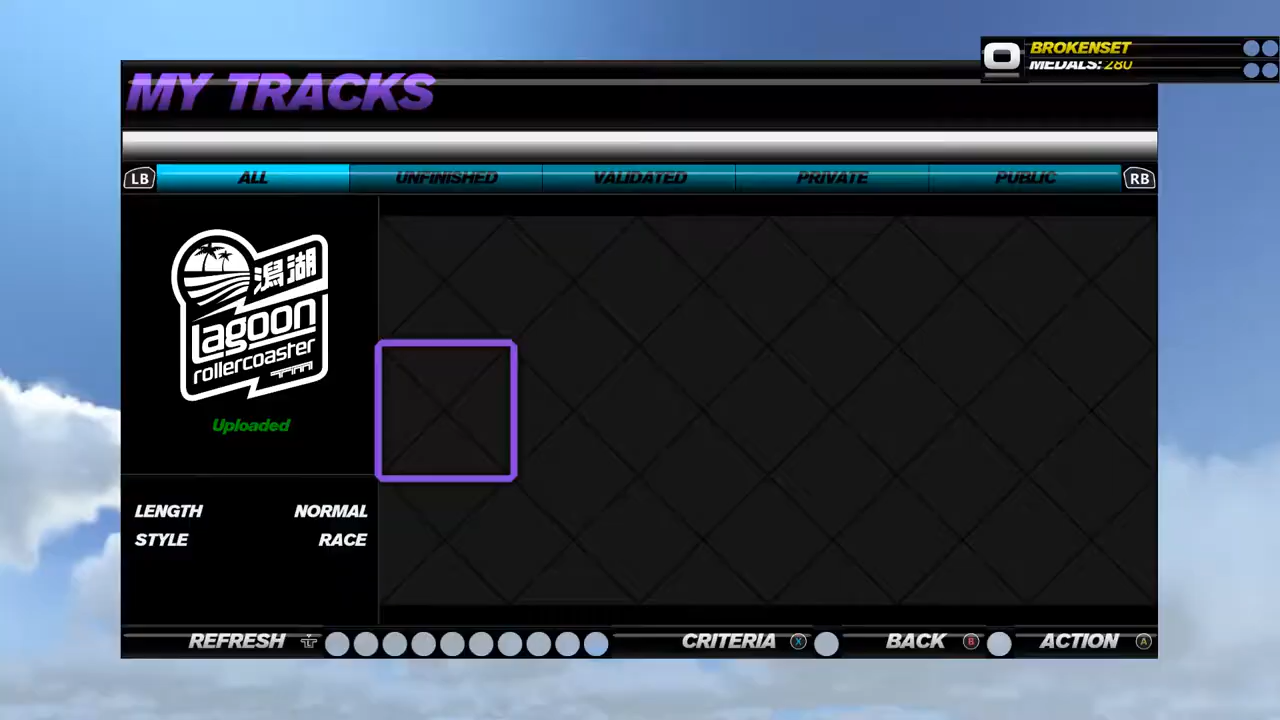 BROKENSET
MEDALS: 280
MY TRACKS
LB
ALL
UNFINISHED
VALIDATED
PRIVATE
PUBLIC
RB
潟湖
lagoon
rollercoaster
Uploaded
LENGTH NORMAL
STYLE RACE
REFRESH
CRITERIA X
BACK B
ACTION A